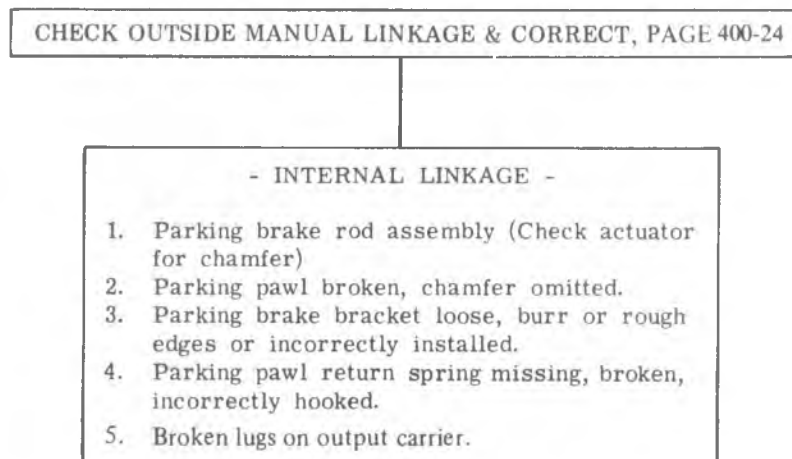 CHECK OUTSIDE MANUAL LINKAGE & CORRECT, PAGE 400-24
- INTERNAL LINKAGE -
1. Parking brake rod assembly (Check actuator
for chamfer)
2. Parking pawl broken, chamfer omitted.
3. Parking brake bracket loose, burr or rough
edges or incorrectly installed.
4. Parking pawl return spring missing, broken,
incorrectly hooked.
5. Broken lugs on output carrier.